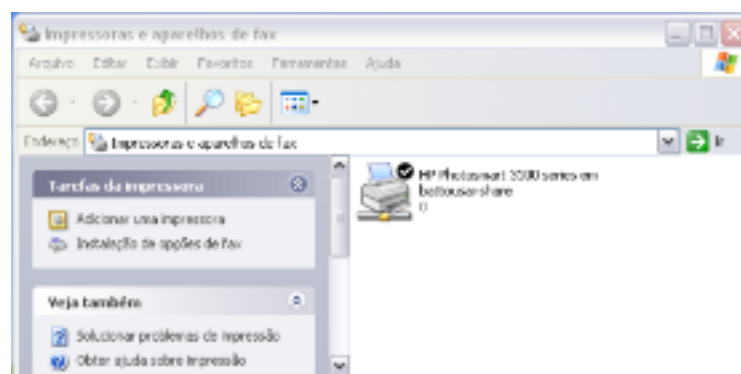 Impressoras e aparelhos de fax
Arquivo Editar Exibir Favoritos Ferramentas Ajuda
Endereço Impressoras e aparelhos de fax Ir
Tarefas da impressora
Adicionar uma impressora
Instalação de opções de fax
Veja também
Solucionar problemas de impressão
Obter ajuda sobre impressão
HP Photosmart series em
0